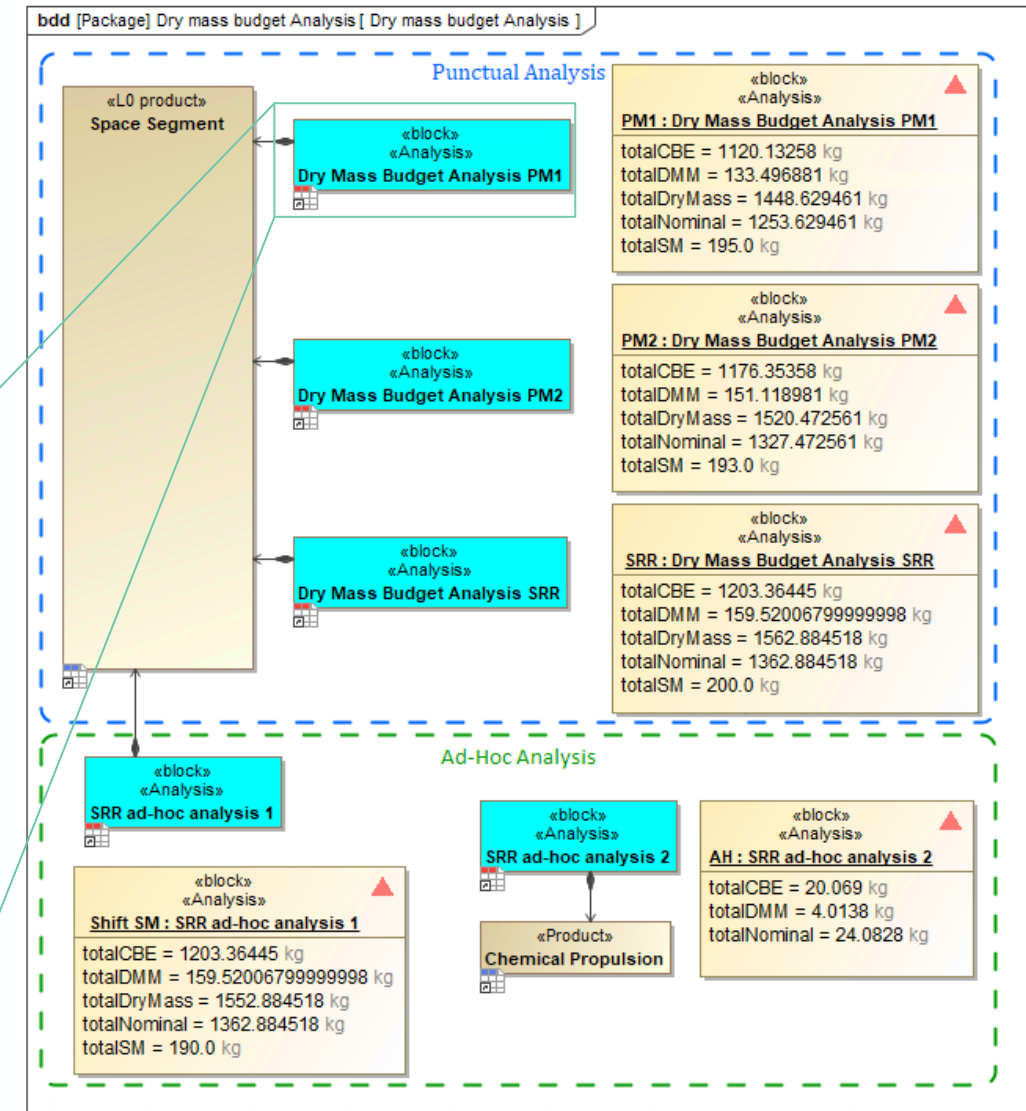 bdd [Package] Dry mass budget Analysis [ Dry mass budget Analysis ]
Punctual Analysis
«L0 product»
Space Segment
«block»
«Analysis»
Dry Mass Budget Analysis PM1
«block»
«Analysis»
PM1 : Dry Mass Budget Analysis PM1
totalCBE = 1120.13258 kg
totalDMM = 133.496881 kg
totalDryMass = 1448.629461 kg
totalNominal = 1253.629461 kg
totalSM = 195.0 kg
«block»
«Analysis»
Dry Mass Budget Analysis PM2
«block»
«Analysis»
PM2 : Dry Mass Budget Analysis PM2
totalCBE = 1176.35358 kg
totalDMM = 151.118981 kg
totalDryMass = 1520.472561 kg
totalNominal = 1327.472561 kg
totalSM = 193.0 kg
«block»
«Analysis»
Dry Mass Budget Analysis SRR
«block»
«Analysis»
SRR : Dry Mass Budget Analysis SRR
totalCBE = 1203.36445 kg
totalDMM = 159.52006799999998 kg
totalDryMass = 1562.884518 kg
totalNominal = 1362.884518 kg
totalSM = 200.0 kg
Ad-Hoc Analysis
«block»
«Analysis»
SRR ad-hoc analysis 1
«block»
«Analysis»
Shift SM : SRR ad-hoc analysis 1
totalCBE = 1203.36445 kg
totalDMM = 159.52006799999998 kg
totalDryMass = 1552.884518 kg
totalNominal = 1362.884518 kg
totalSM = 190.0 kg
«block»
«Analysis»
SRR ad-hoc analysis 2
«Product»
Chemical Propulsion
«block»
«Analysis»
AH : SRR ad-hoc analysis 2
totalCBE = 20.069 kg
totalDMM = 4.0138 kg
totalNominal = 24.0828 kg